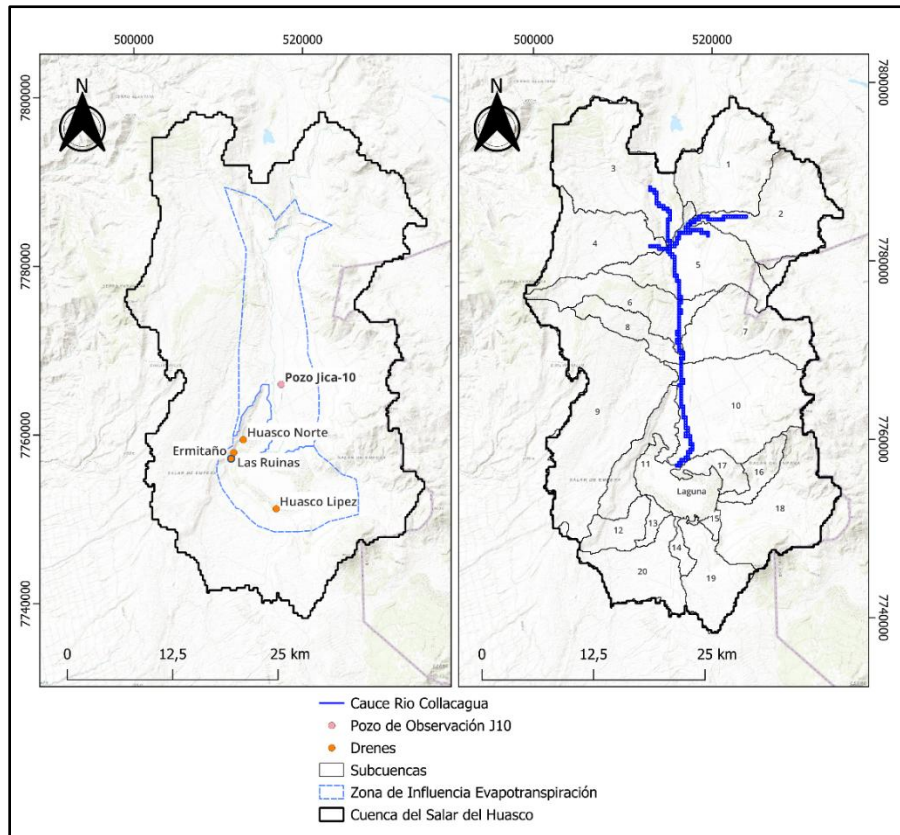 500000 520000
N
7800000
7780000
7760000
7740000
Pozo Jica-10
Huasco Norte
Ermitaño
Las Ruinas
Huasco Lipez
0 12,5 25 km
500000 520000
N
7800000
7780000
7760000
7740000
1
3
2
4
5
6
7
8
9
10
11
17
16
Laguna
18
12
13
15
14
20
19
0 12,5 25 km
Cauce Rio Collacagua
Pozo de Observación J10
Drenes
Subcuencas
Zona de Influencia Evapotranspiración
Cuenca del Salar del Huasco